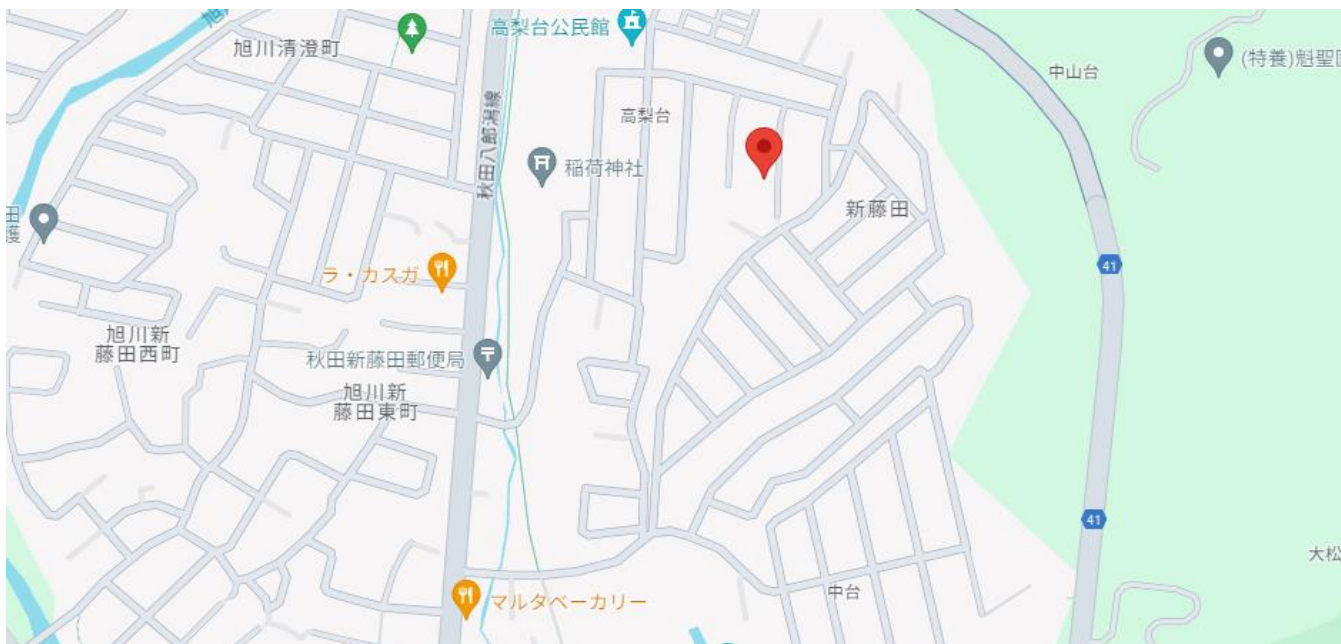 高梨台公民館
旭川清澄町
中山台
(特養)魁聖
秋田八郎潟線
高梨台
稲荷神社
新藤田
田
護
ラ・カスガ
41
旭川新
藤田西町
秋田新藤田郵便局
旭川新
藤田東町
41
大松
中台
マルタベーカリー